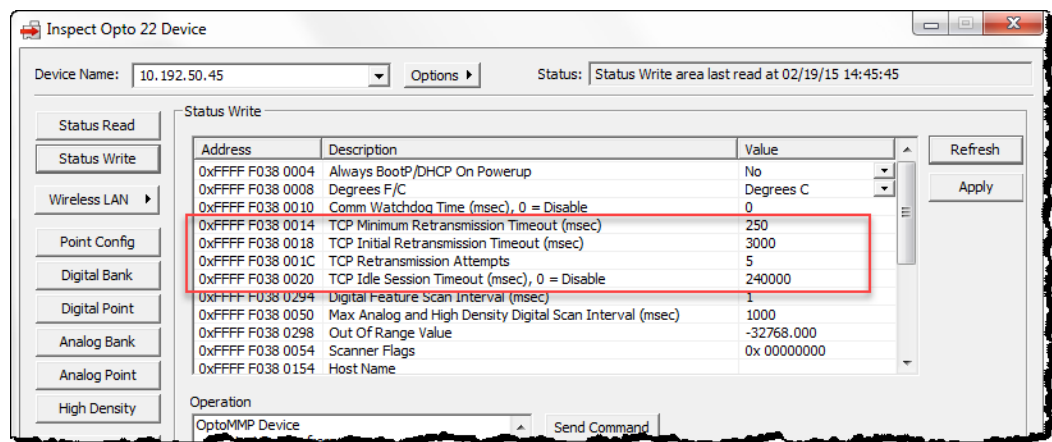 Inspect Opto 22 Device
Device Name: 10.192.50.45 Options Status: Status Write area last read at 02/19/15 14:45:45
Status Read
Status Write
Wireless LAN
Point Config
Digital Bank
Digital Point
Analog Bank
Analog Point
High Density
Status Write
Address Description Value
0xFFFF F038 0004 Always BootP/DHCP On Powerup No
0xFFFF F038 0008 Degrees F/C Degrees C
0xFFFF F038 0010 Comm Watchdog Time (msec), 0 = Disable 0
0xFFFF F038 0014 TCP Minimum Retransmission Timeout (msec) 250
0xFFFF F038 0018 TCP Initial Retransmission Timeout (msec) 3000
0xFFFF F038 001C TCP Retransmission Attempts 5
0xFFFF F038 0020 TCP Idle Session Timeout (msec), 0 = Disable 240000
0xFFFF F038 0294 Digital Feature Scan Interval (msec) 1
0xFFFF F038 0050 Max Analog and High Density Digital Scan Interval (msec) 1000
0xFFFF F038 0298 Out Of Range Value -32768.000
0xFFFF F038 0054 Scanner Flags 0x 00000000
0xFFFF F038 0154 Host Name
Refresh
Apply
Operation
OptoMMP Device
Send Command